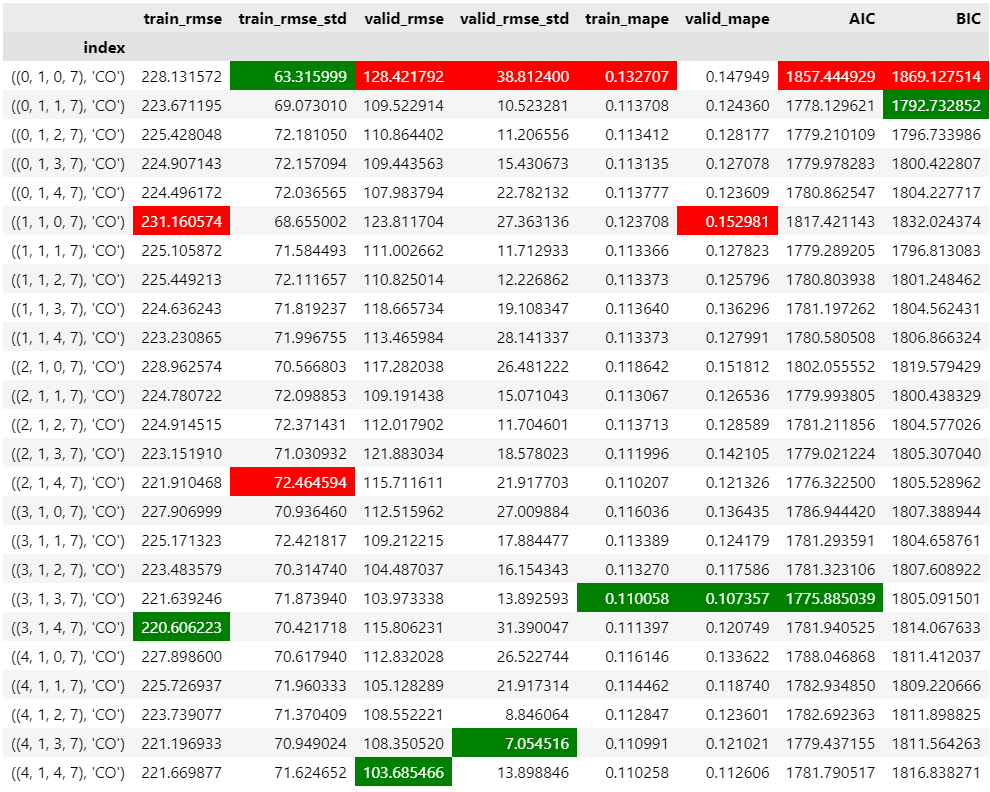 train_rmse train_rmse_std valid_rmse valid_rmse_std train_mape valid_mape AIC BIC
index
((0, 1, 0, 7), 'CO') 228.131572 63.315999 128.421792 38.812400 0.132707 0.147949 1857.444929 1869.127514
((0, 1, 1, 7), 'CO') 223.671195 69.073010 109.522914 10.523281 0.113708 0.124360 1778.129621 1792.732852
((0, 1, 2, 7), 'CO') 225.428048 72.181050 110.864402 11.206556 0.113412 0.128177 1779.210109 1796.733986
((0, 1, 3, 7), 'CO') 224.907143 72.157094 109.443563 15.430673 0.113135 0.127078 1779.978283 1800.422807
((0, 1, 4, 7), 'CO') 224.496172 72.036565 107.983794 22.782132 0.113777 0.123609 1780.862547 1804.227717
((1, 1, 0, 7), 'CO') 231.160574 68.655002 123.811704 27.363136 0.123708 0.152981 1817.421143 1832.024374
((1, 1, 1, 7), 'CO') 225.105872 71.584493 111.002662 11.712933 0.113366 0.127823 1779.289205 1796.813083
((1, 1, 2, 7), 'CO') 225.449213 72.111657 110.825014 12.226862 0.113373 0.125796 1780.803938 1801.248462
((1, 1, 3, 7), 'CO') 224.636243 71.819237 118.665734 19.108347 0.113640 0.136296 1781.197262 1804.562431
((1, 1, 4, 7), 'CO') 223.230865 71.996755 113.465984 28.141337 0.113373 0.127991 1780.580508 1806.866324
((2, 1, 0, 7), 'CO') 228.962574 70.566803 117.282038 26.481222 0.118642 0.151812 1802.055552 1819.579429
((2, 1, 1, 7), 'CO') 224.780722 72.098853 109.191438 15.071043 0.113067 0.126536 1779.993805 1800.438329
((2, 1, 2, 7), 'CO') 224.914515 72.371431 112.017902 11.704601 0.113713 0.128589 1781.211856 1804.577026
((2, 1, 3, 7), 'CO') 223.151910 71.030932 121.883034 18.578023 0.111996 0.142105 1779.021224 1805.307040
((2, 1, 4, 7), 'CO') 221.910468 72.464594 115.711611 21.917703 0.110207 0.121326 1776.322500 1805.528962
((3, 1, 0, 7), 'CO') 227.906999 70.936460 112.515962 27.009884 0.116036 0.136435 1786.944420 1807.388944
((3, 1, 1, 7), 'CO') 225.171323 72.421817 109.212215 17.884477 0.113389 0.124179 1781.293591 1804.658761
((3, 1, 2, 7), 'CO') 223.483579 70.314740 104.487037 16.154343 0.113270 0.117586 1781.323106 1807.608922
((3, 1, 3, 7), 'CO') 221.639246 71.873940 103.973338 13.892593 0.110058 0.107357 1775.885039 1805.091501
((3, 1, 4, 7), 'CO') 220.606223 70.421718 115.806231 31.390047 0.111397 0.120749 1781.940525 1814.067633
((4, 1, 0, 7), 'CO') 227.898600 70.617940 112.832028 26.522744 0.116146 0.133622 1788.046868 1811.412037
((4, 1, 1, 7), 'CO') 225.726937 71.960333 105.128289 21.917314 0.114462 0.118740 1782.934850 1809.220666
((4, 1, 2, 7), 'CO') 223.739077 71.370409 108.552221 8.846064 0.112847 0.123601 1782.692363 1811.898825
((4, 1, 3, 7), 'CO') 221.196933 70.949024 108.350520 7.054516 0.110991 0.121021 1779.437155 1811.564263
((4, 1, 4, 7), 'CO') 221.669877 71.624652 103.685466 13.898846 0.110258 0.112606 1781.790517 1816.838271